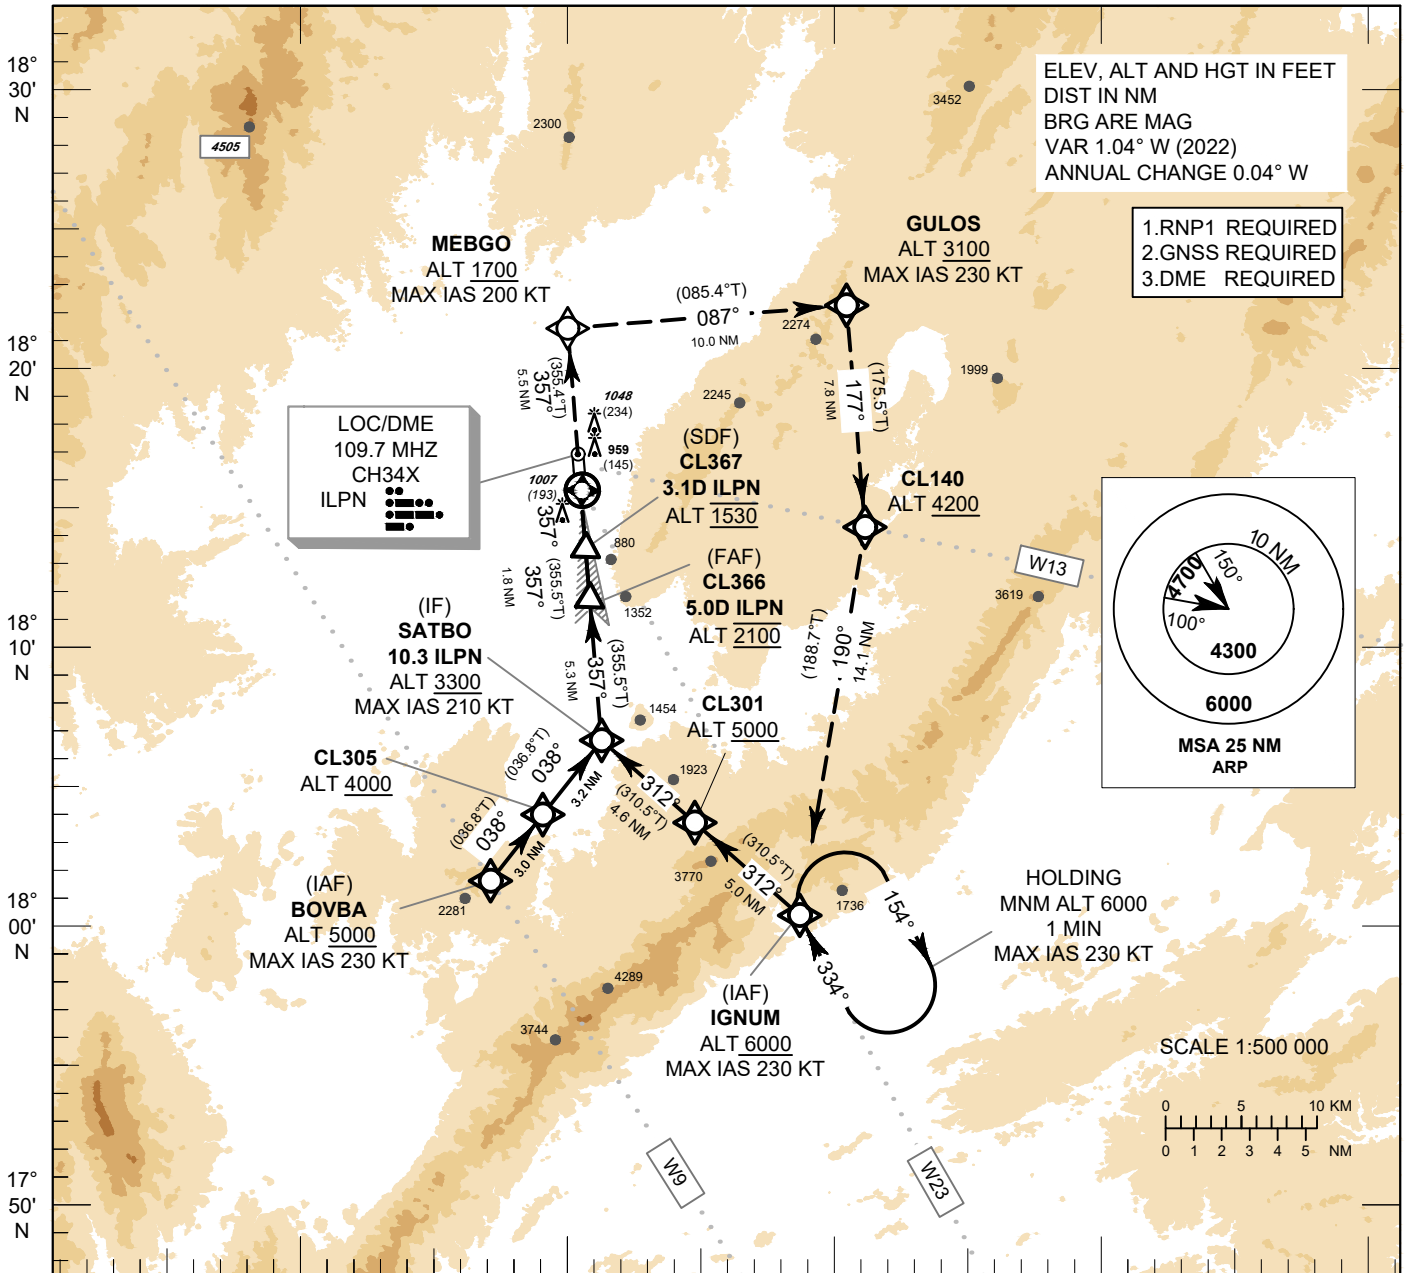 18°
30'
N
4505
2300
3452
ELEV, ALT AND HGT IN FEET
DIST IN NM
BRG ARE MAG
VAR 1.04° W (2022)
ANNUAL CHANGE 0.04° W
1.RNP1 REQUIRED
2.GNSS REQUIRED
3.DME REQUIRED
MEBGO
ALT 1700
MAX IAS 200 KT
GULOS
ALT 3100
MAX IAS 230 KT
(085.4°T)
087°
10.0 NM
2274
18°
20'
N
(355.4°T)
357°
5.5 NM
1048
(234)
959
(145)
2245
1999
(175.5°T)
177°
7.8 NM
LOC/DME
109.7 MHZ
CH34X
ILPN
1007
(193)
357°
(SDF)
CL367
3.1D ILPN
ALT 1530
CL140
ALT 4200
880
(FAF)
CL366
5.0D ILPN
ALT 2100
1352
(355.5°T)
357°
1.8 NM
W13
3619
10 NM
4700
150°
100°
4300
6000
MSA 25 NM
ARP
18°
10'
N
(IF)
SATBO
10.3 ILPN
ALT 3300
MAX IAS 210 KT
(355.5°T)
357°
5.3 NM
(188.7°T)
190°
14.1 NM
1454
CL301
ALT 5000
CL305
ALT 4000
(036.8°T)
038°
3.2 NM
1923
312°
(310.5°T)
4.6 NM
(036.8°T)
038°
3.0 NM
(310.5°T)
312°
5.0 NM
3770
(IAF)
BOVBA
ALT 5000
MAX IAS 230 KT
2281
18°
00'
N
1736
154°
334°
HOLDING
MNM ALT 6000
1 MIN
MAX IAS 230 KT
4289
3744
(IAF)
IGNUM
ALT 6000
MAX IAS 230 KT
SCALE 1:500 000
0 5 10 KM
0 1 2 3 4 5 NM
W9
W23
17°
50'
N